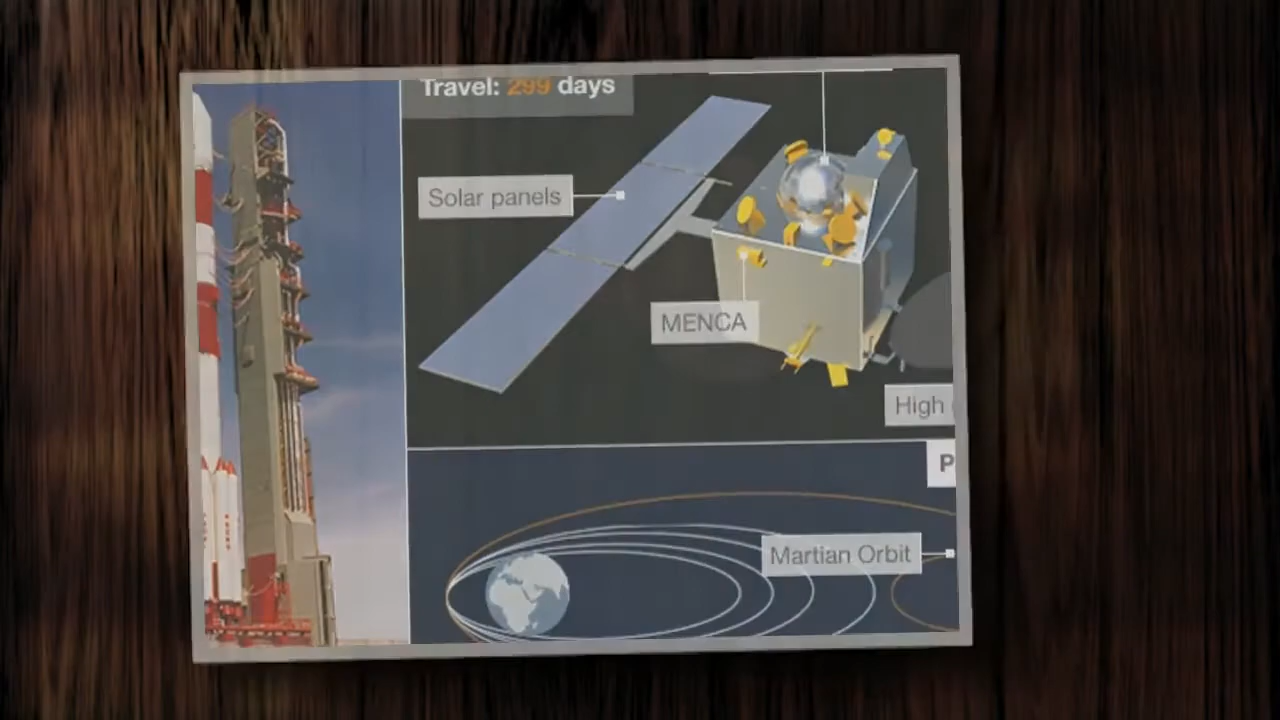 Travel: 299 days
Solar panels
MENCA
High
P
Martian Orbit